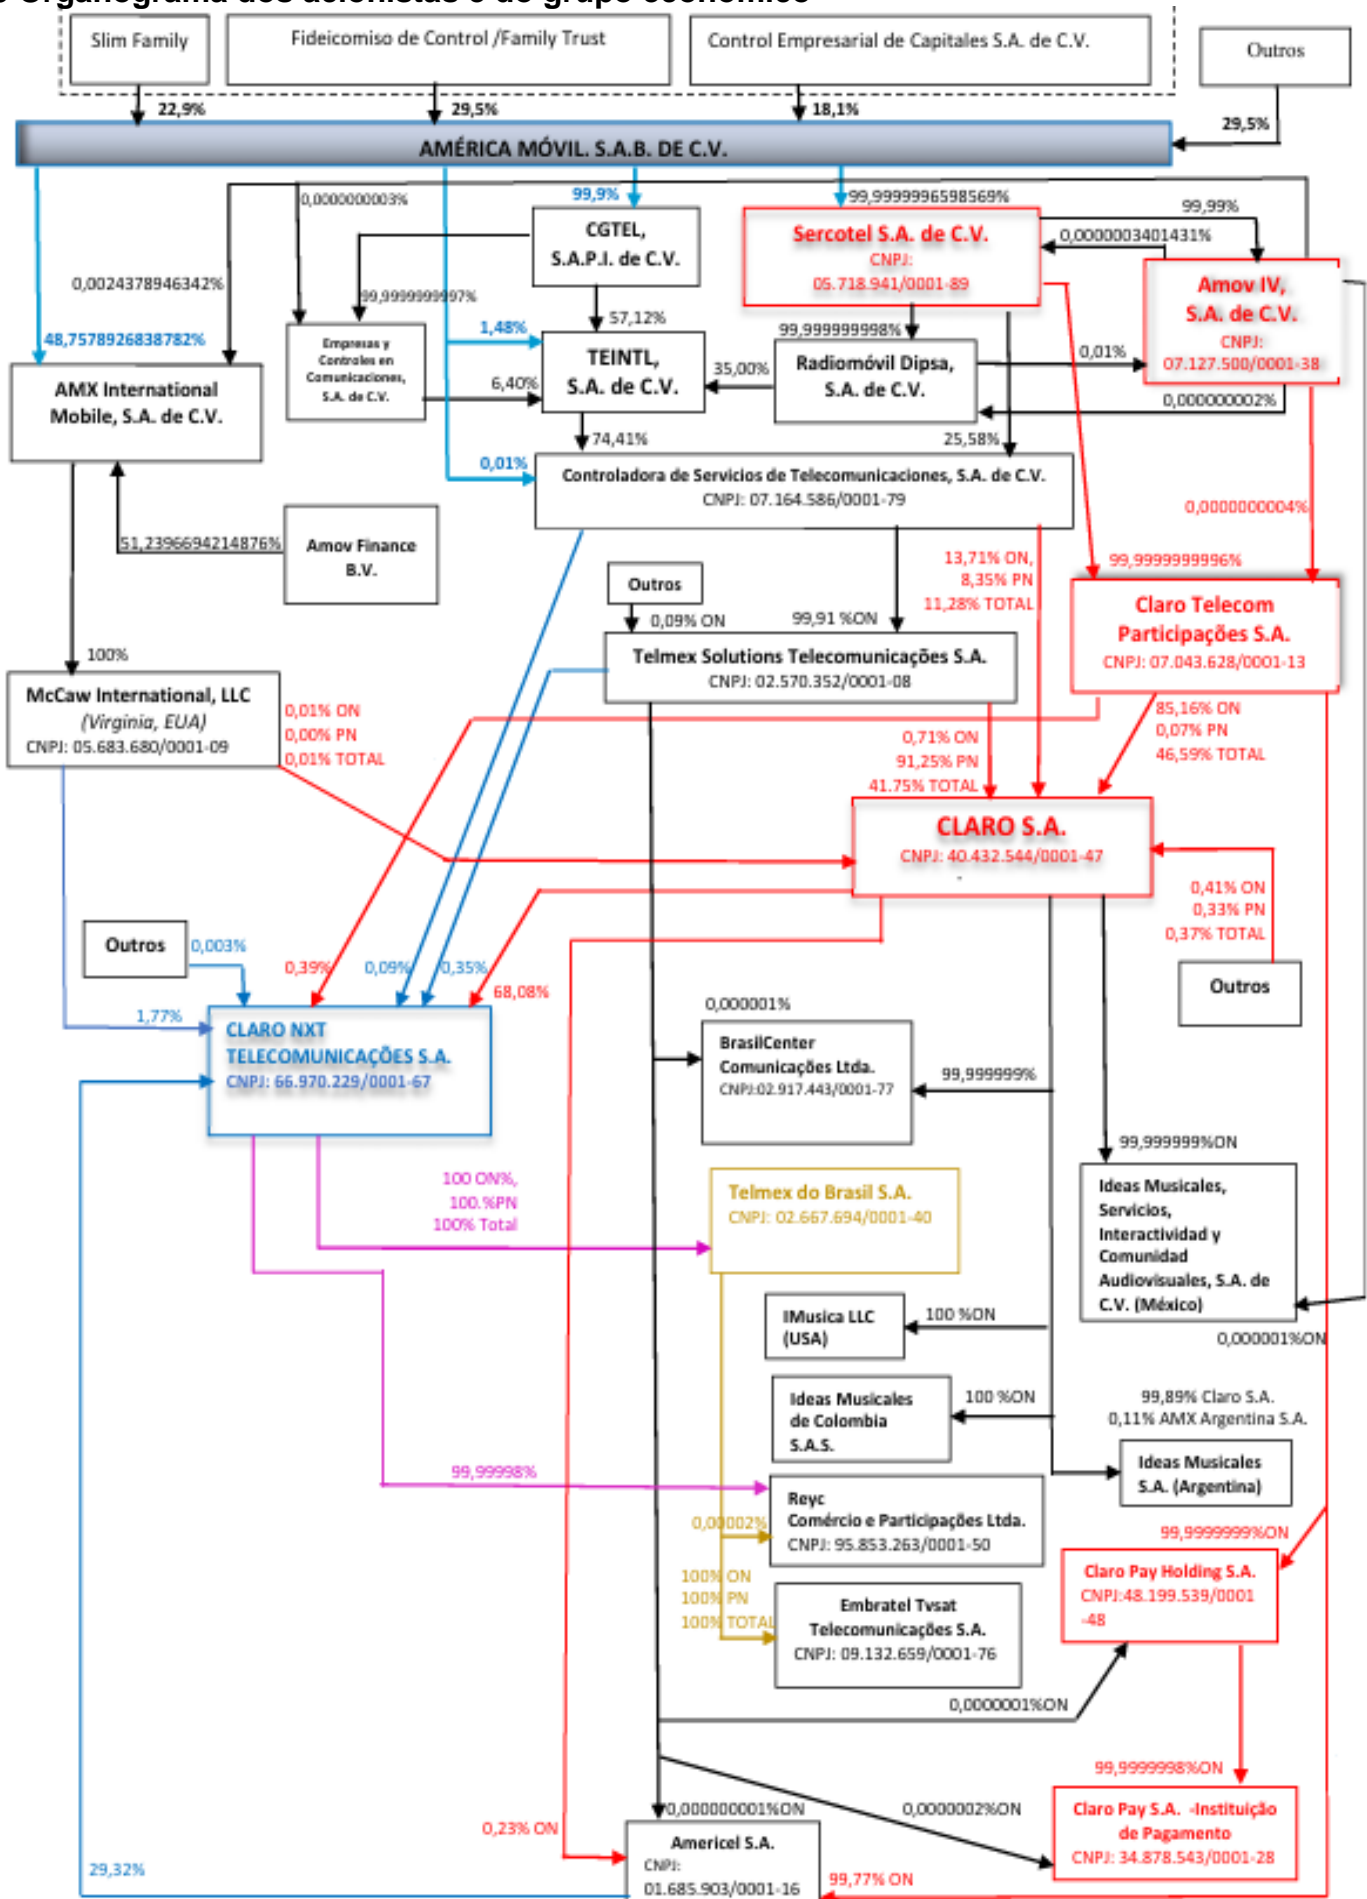 Organograma dos acionistas e do grupo econômico
Slim Family
Fideicomiso de Control /Family Trust
Control Empresarial de Capitales S.A. de C.V.
Outros
22,9%
29,5%
18,1%
29,5%
AMÉRICA MÓVIL. S.A.B. DE C.V.
0,0000000003%
99,9%
99,9999996598569%
99,99%
CGTEL,
S.A.P.I. de C.V.
Sercotel S.A. de C.V.
CNPJ:
05.718.941/0001-89
0,0000003401431%
0,0024378946342%
99,9999999997%
Amov IV,
S.A. de C.V.
CNPJ:
07.127.500/0001-38
48,7578926838782%
57,12%
1,48%
99,999999998%
Empresas y
Controles en
Comunicaciones,
S.A. de C.V.
TEINTL,
S.A. de C.V.
35,00%
Radiomóvil Dipsa,
S.A. de C.V.
0,01%
6,40%
0,000000002%
AMX International
Mobile, S.A. de C.V.
74,41%
25,58%
0,01%
Controladora de Servicios de Telecomunicaciones, S.A. de C.V.
CNPJ: 07.164.586/0001-79
0,0000000004%
51,2396694214876%
Amov Finance
B.V.
13,71% ON,
8,35% PN
11,28% TOTAL
99,9999999996%
Outros
0,09% ON
99,91 %ON
Claro Telecom
Participações S.A.
CNPJ: 07.043.628/0001-13
Telmex Solutions Telecomunicações S.A.
CNPJ: 02.570.352/0001-08
100%
McCaw International, LLC
(Virginia, EUA)
CNPJ: 05.683.680/0001-09
0,01% ON
0,00% PN
0,01% TOTAL
0,71% ON
91,25% PN
41.75% TOTAL
85,16% ON
0,07% PN
46,59% TOTAL
CLARO S.A.
CNPJ: 40.432.544/0001-47
0,41% ON
0,33% PN
0,37% TOTAL
Outros
Outros
0,003%
0,39%
0,09%
0,35%
68,08%
1,77%
CLARO NXT
TELECOMUNICAÇÕES S.A.
CNPJ: 66.970.229/0001-67
0,000001%
BrasilCenter
Comunicações Ltda.
CNPJ:02.917.443/0001-77
99,999999%
99,999999%ON
100 ON%,
100.%PN
100% Total
Telmex do Brasil S.A.
CNPJ: 02.667.694/0001-40
Ideas Musicales,
Servicios,
Interactividad y
Comunidad
Audiovisuales, S.A. de
C.V. (México)
IMusica LLC
(USA)
100 %ON
0,000001%ON
Ideas Musicales
de Colombia
S.A.S.
100 %ON
99,89% Claro S.A.
0,11% AMX Argentina S.A.
Ideas Musicales
S.A. (Argentina)
99,99998%
Reyc
Comércio e Participações Ltda.
CNPJ: 95.853.263/0001-50
0,00002%
99,9999999%ON
100% ON
100% PN
100% TOTAL
Embratel Tvsat
Telecomunicações S.A.
CNPJ: 09.132.659/0001-76
Claro Pay Holding S.A.
CNPJ:48.199.539/0001
-48
0,0000001%ON
99,9999998%ON
0,000000001%ON
0,0000002%ON
0,23% ON
Americel S.A.
CNPJ:
01.685.903/0001-16
Claro Pay S.A. -Instituição
de Pagamento
CNPJ: 34.878.543/0001-28
29,32%
99,77% ON